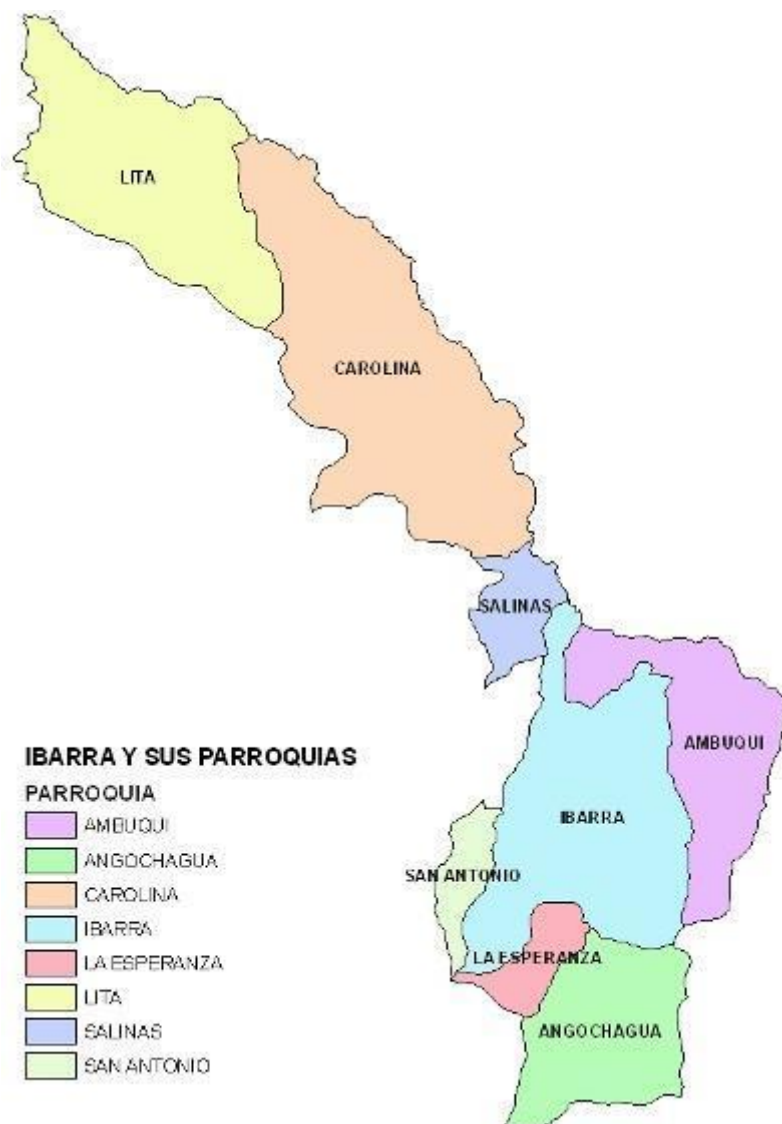 LITA
CAROLINA
SALINAS
AMBUQUI
IBARRA
SAN ANTONIO
LA ESPERANZA
ANGOCHAGUA
IBARRA Y SUS PARROQUIAS
PARROQUIA
AMBUQUI
ANGOCHAGUA
CAROLINA
IBARRA
LA ESPERANZA
LITA
SALINAS
SAN ANTONIO